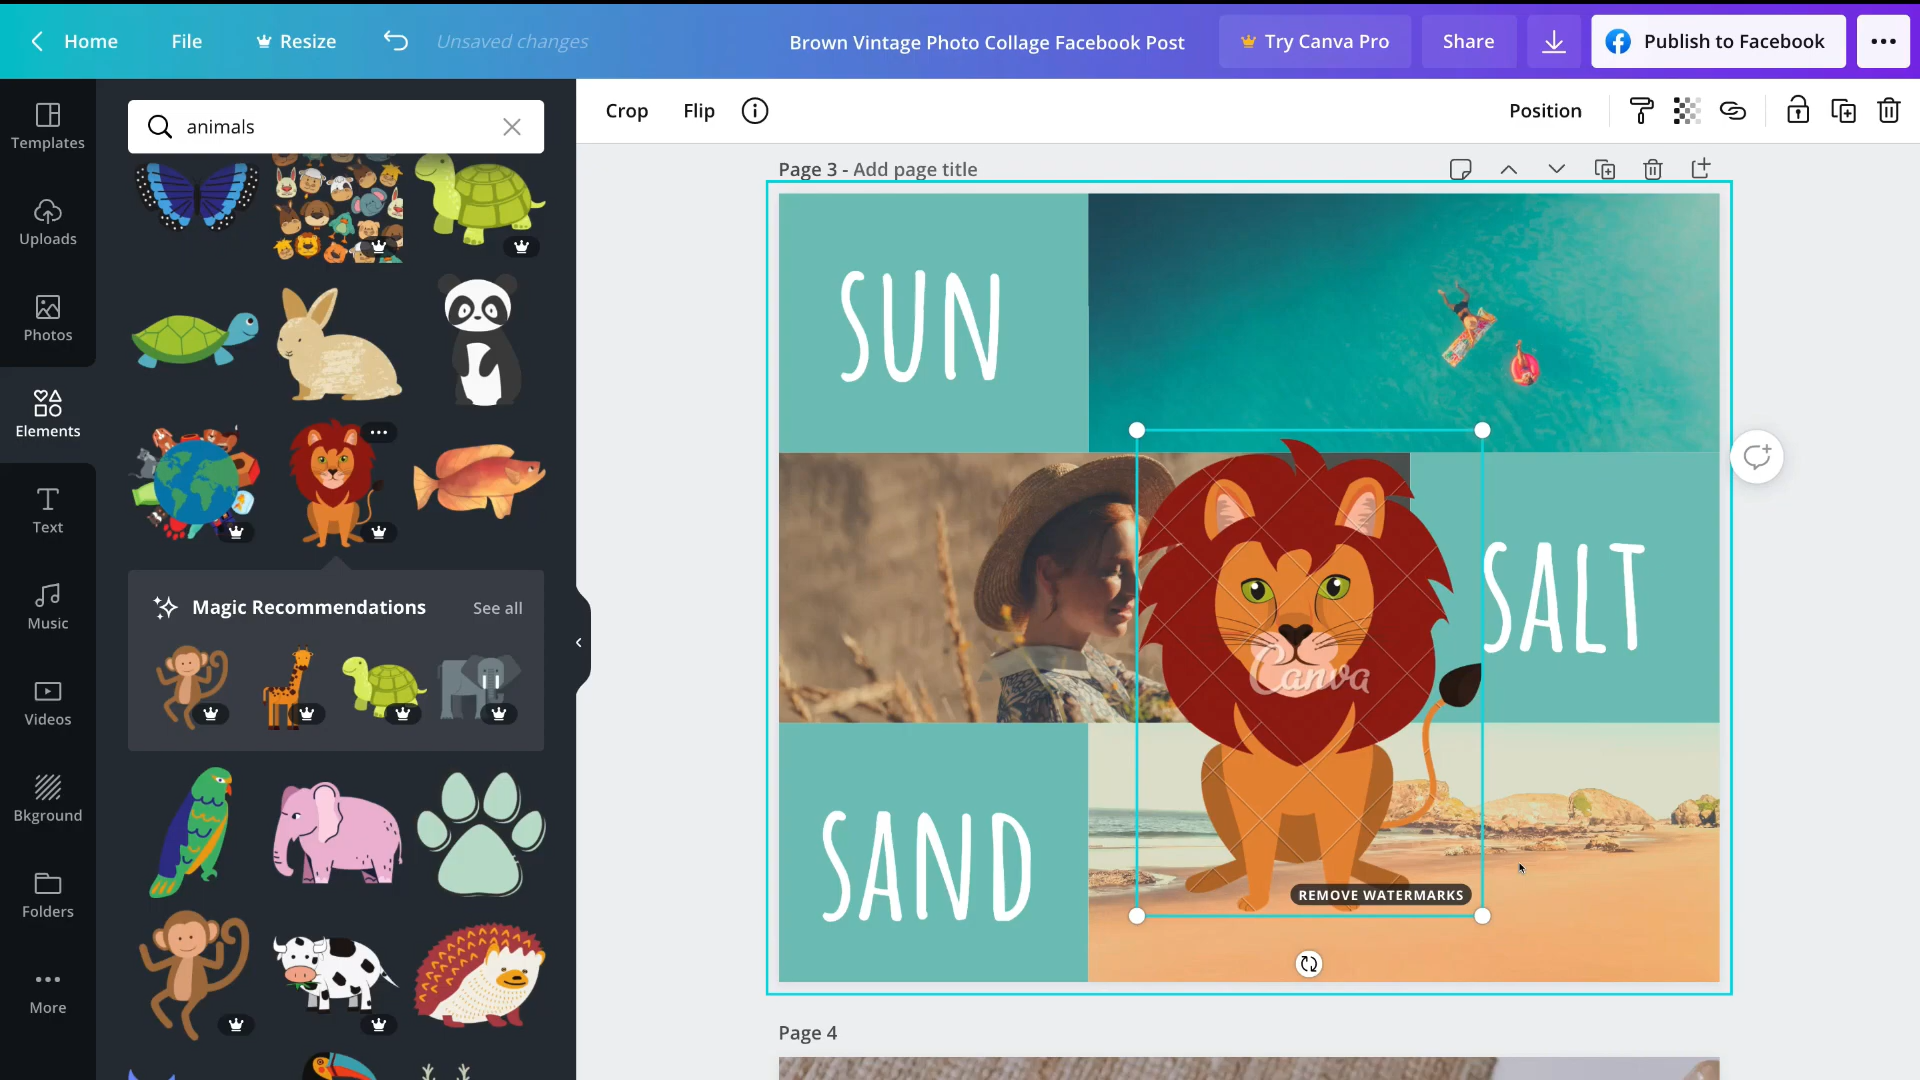 Home
File
Resize
Unsaved changes
Brown Vintage Photo Collage Facebook Post
Try Canva Pro
Share
Publish to Facebook
Templates
Uploads
Photos
Elements
Text
Music
Videos
Bkground
Folders
More
animals
Magic Recommendations
See all
Crop
Flip
Position
Page 3 - Add page title
SUN
SALT
SAND
Canva
REMOVE WATERMARKS
Page 4